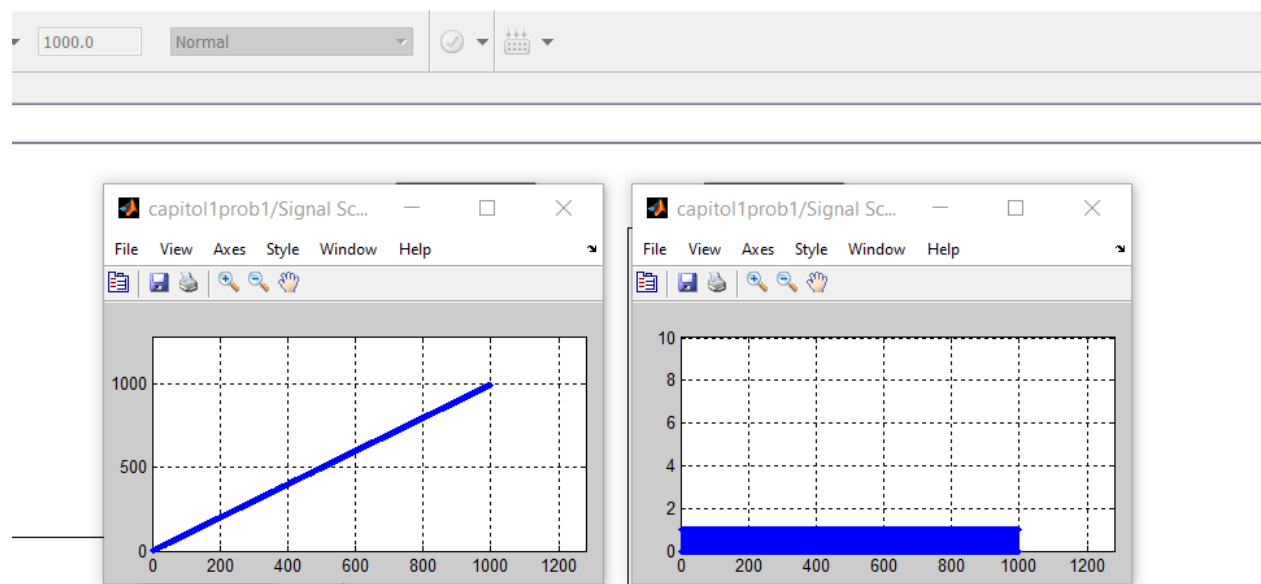 1000.0 Normal
capitol1prob1/Signal Sc...
File View Axes Style Window Help
1000
500
0
0 200 400 600 800 1000 1200
capitol1prob1/Signal Sc...
File View Axes Style Window Help
10
8
6
4
2
0
0 200 400 600 800 1000 1200